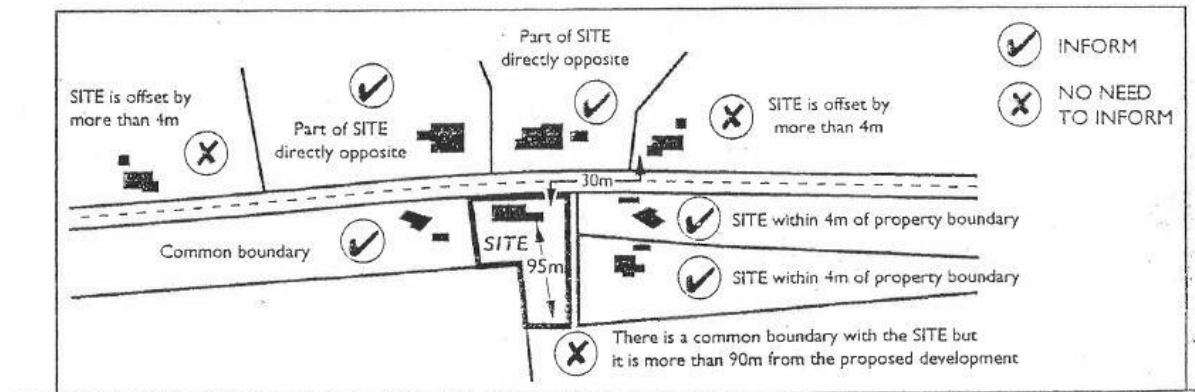 Part of SITE
directly opposite
INFORM
NO NEED
TO INFORM
SITE is offset by
more than 4m
Part of SITE
directly opposite
SITE is offset by
more than 4m
30m
Common boundary
SITE
95m
SITE within 4m of property boundary
SITE within 4m of property boundary
There is a common boundary with the SITE but
it is more than 90m from the proposed development